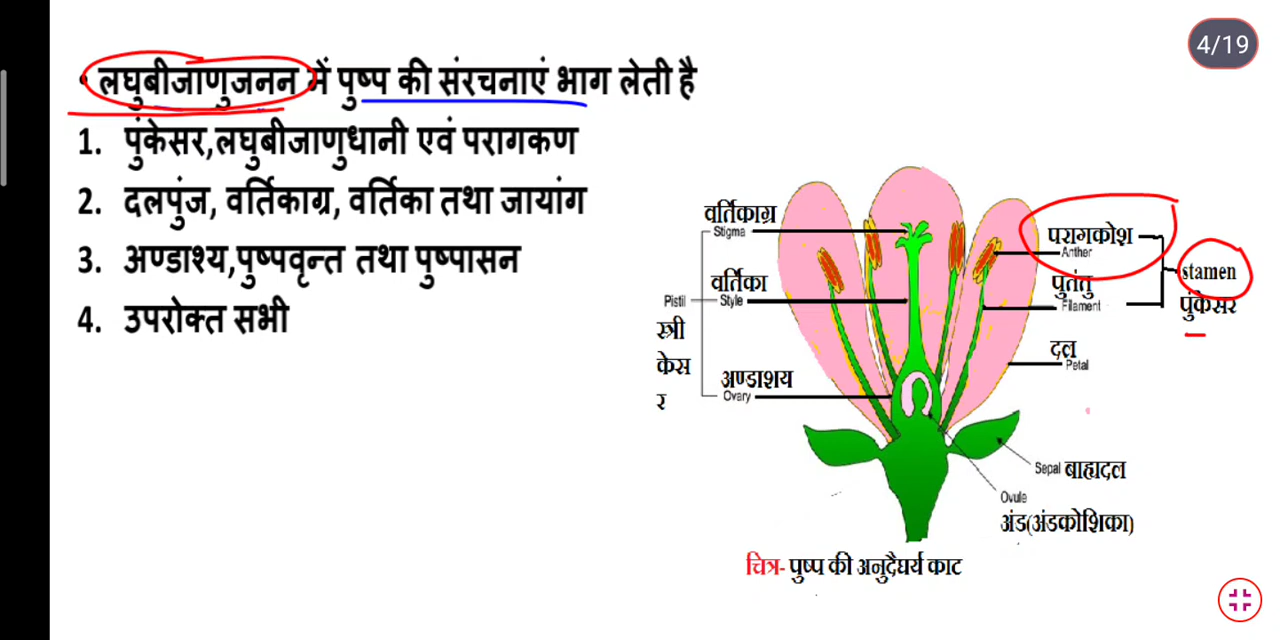 4/19
• लघुबीजाणुजनन में पुष्प की संरचनाएं भाग लेती है
1. पुंकेसर,लघुबीजाणुधानी एवं परागकण
2. दलपुंज, वर्तिकाग्र, वर्तिका तथा जायांग
3. अण्डाश्य,पुष्पवृन्त तथा पुष्पासन
4. उपरोक्त सभी
वर्तिकाग्र
Stigma
वर्तिका
Pistil
Style
स्त्री
केस
र
अण्डाशय
Ovary
परागकोश
Anther
stamen
पुतंतु
Filament
पुंकेसर
दल
Petal
Sepal बाह्यदल
Ovule
अंड(अंडकोशिका)
चित्र- पुष्प की अनुदैघर्य काट